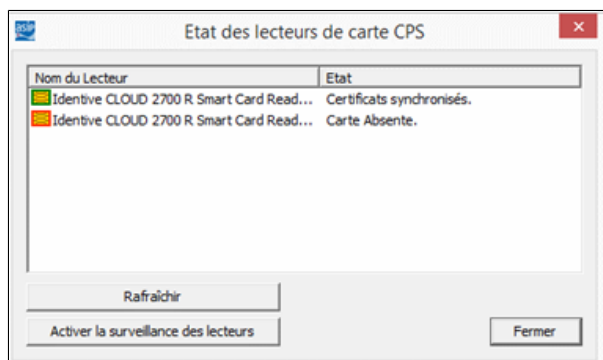 asip
Etat des lecteurs de carte CPS
Nom du Lecteur Etat
Identive CLOUD 2700 R Smart Card Read... Certificats synchronisés.
Identive CLOUD 2700 R Smart Card Read... Carte Absente.
Rafraîchir
Activer la surveillance des lecteurs Fermer